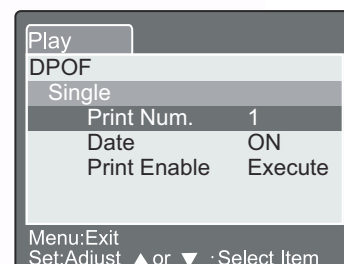 Play
DPOF
Single
Print Num. 1
Date ON
Print Enable Execute
Menu:Exit
Set:Adjust ▲ or ▼ :Select Item